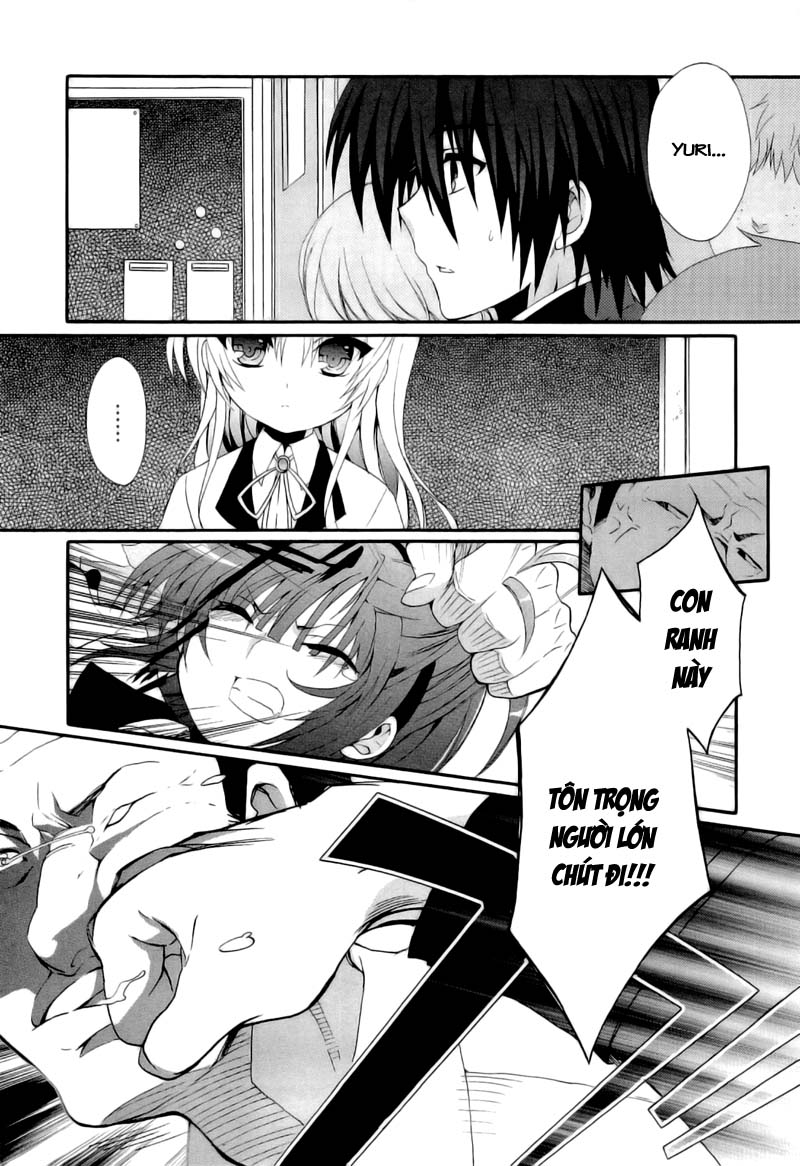 YURI...
......
CON
RANH
NÀY
TÔN TRỌNG
NGƯỜI LỚN
CHÚT ĐI!!!